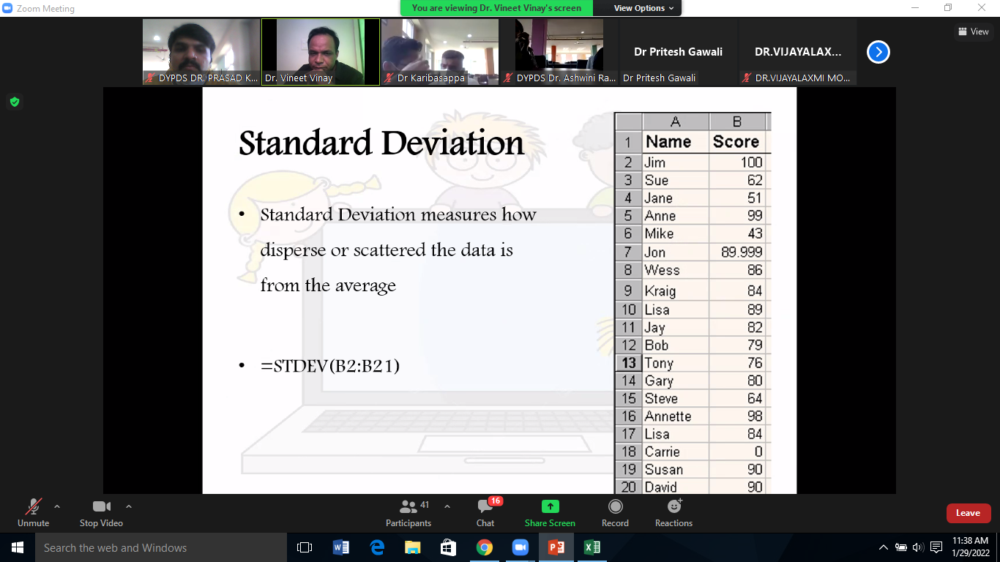 Zoom Meeting
You are viewing Dr. Vineet Vinay's screen
View Options
View
Dr Pritesh Gawali
DR.VIJAYALAX...
DYPDS DR. PRASAD K...
Dr. Vineet Vinay
Dr Karibasappa
DYPDS Dr. Ashwini Ra...
Dr Pritesh Gawali
DR.VIJAYALAXMI MO...
Standard Deviation
• Standard Deviation measures how
disperse or scattered the data is
from the average
• =STDEV(B2:B21)
A B
1 Name Score
2 Jim 100
3 Sue 62
4 Jane 51
5 Anne 99
6 Mike 43
7 Jon 89.999
8 Wess 86
9 Kraig 84
10 Lisa 89
11 Jay 82
12 Bob 79
13 Tony 76
14 Gary 80
15 Steve 64
16 Annette 98
17 Lisa 84
18 Carrie 0
19 Susan 90
20 David 90
Unmute
Stop Video
41
Participants
16
Chat
Share Screen
Record
Reactions
Leave
Search the web and Windows
11:38 AM
1/29/2022